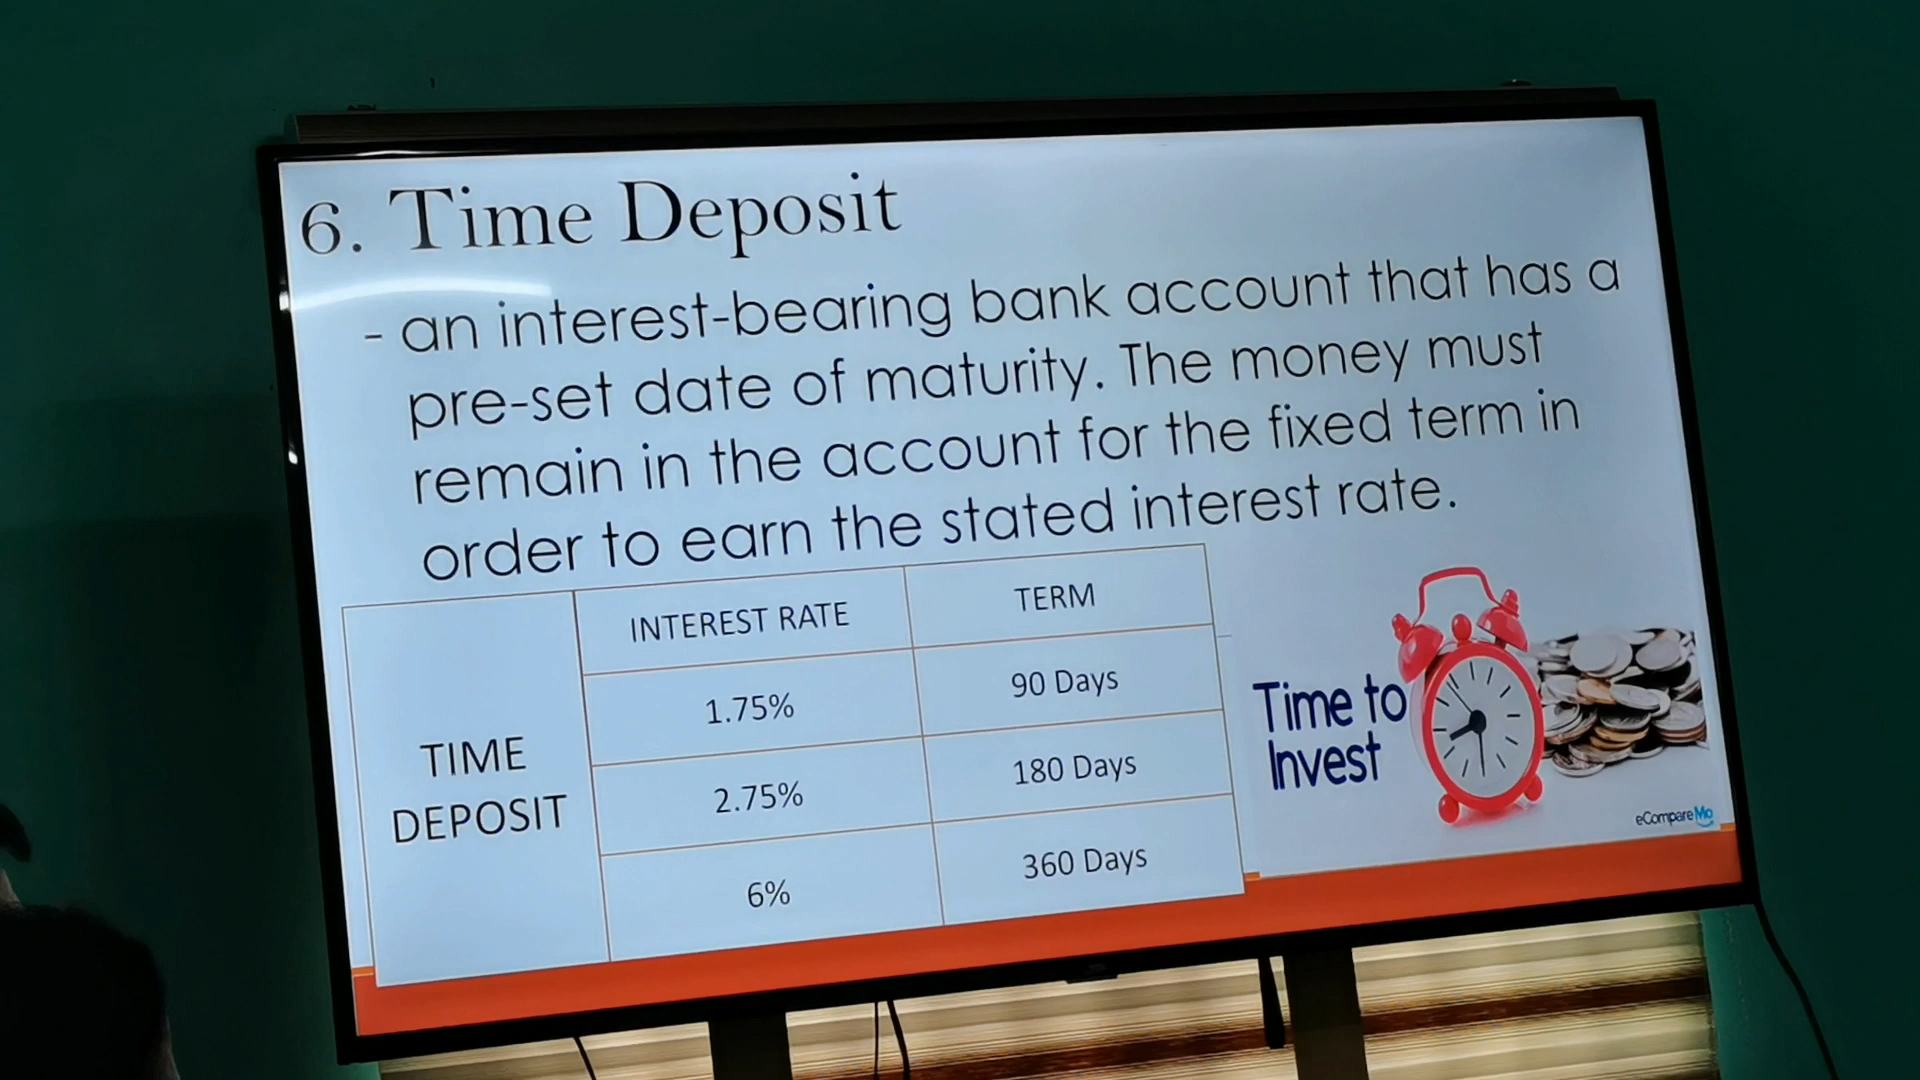 6. Time Deposit
- an interest-bearing bank account that has a
pre-set date of maturity. The money must
remain in the account for the fixed term in
order to earn the stated interest rate.
TIME
DEPOSIT
INTEREST RATE
TERM
1.75%
90 Days
2.75%
180 Days
6%
360 Days
Time to
Invest
eCompareMo